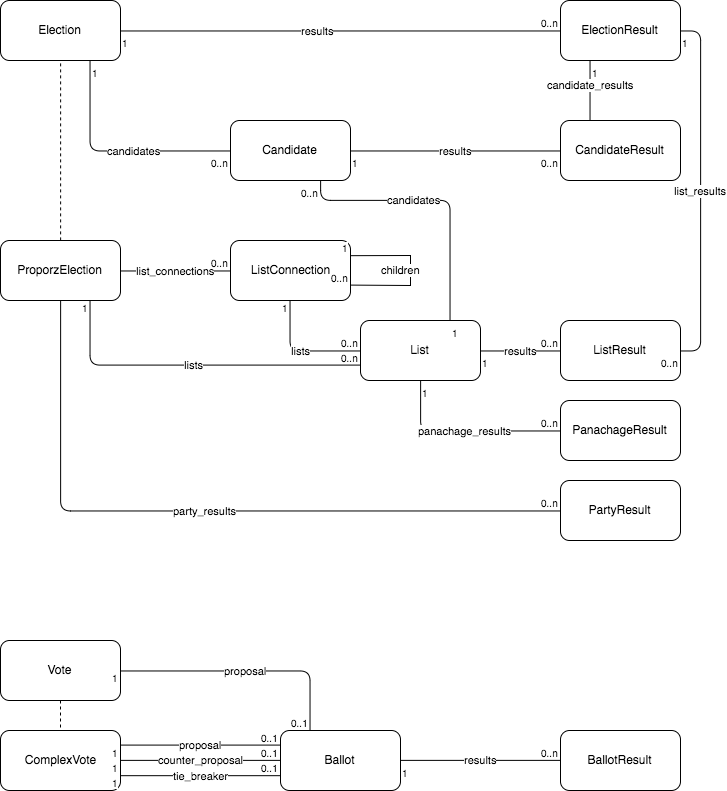 Election
1
results
0..n
ElectionResult
1
1
1
candidate_results
candidates
0..n
Candidate
1
results
0..n
CandidateResult
list_results
0..n
candidates
ProporzElection
list_connections
0..n
ListConnection
1
0..n
children
1
1
lists
0..n
lists
0..n
1
List
1
results
0..n
ListResult
0..n
1
panachage_results
0..n
PanachageResult
party_results
0..n
PartyResult
Vote
1
proposal
0..1
ComplexVote
1
1
1
proposal
counter_proposal
tie_breaker
0..1
0..1
0..1
Ballot
1
results
0..n
BallotResult